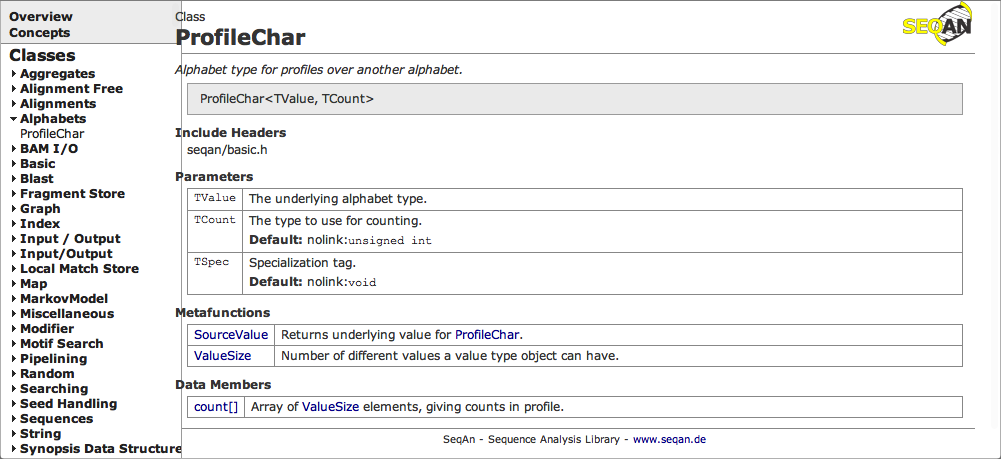 Overview
Concepts
Classes
Aggregates
Alignment Free
Alignments
Alphabets
ProfileChar
BAM I/O
Basic
Blast
Fragment Store
Graph
Index
Input / Output
Input/Output
Local Match Store
Map
MarkovModel
Miscellaneous
Modifier
Motif Search
Pipelining
Random
Searching
Seed Handling
Sequences
String
Synopsis Data Structure
Class
ProfileChar
SEQAN
Alphabet type for profiles over another alphabet.
ProfileChar<TValue, TCount>
Include Headers
seqan/basic.h
Parameters
TValue The underlying alphabet type.
TCount The type to use for counting.
Default: nolink:unsigned int
TSpec Specialization tag.
Default: nolink:void
Metafunctions
SourceValue Returns underlying value for ProfileChar.
ValueSize Number of different values a value type object can have.
Data Members
count[] Array of ValueSize elements, giving counts in profile.
SeqAn - Sequence Analysis Library - www.seqan.de